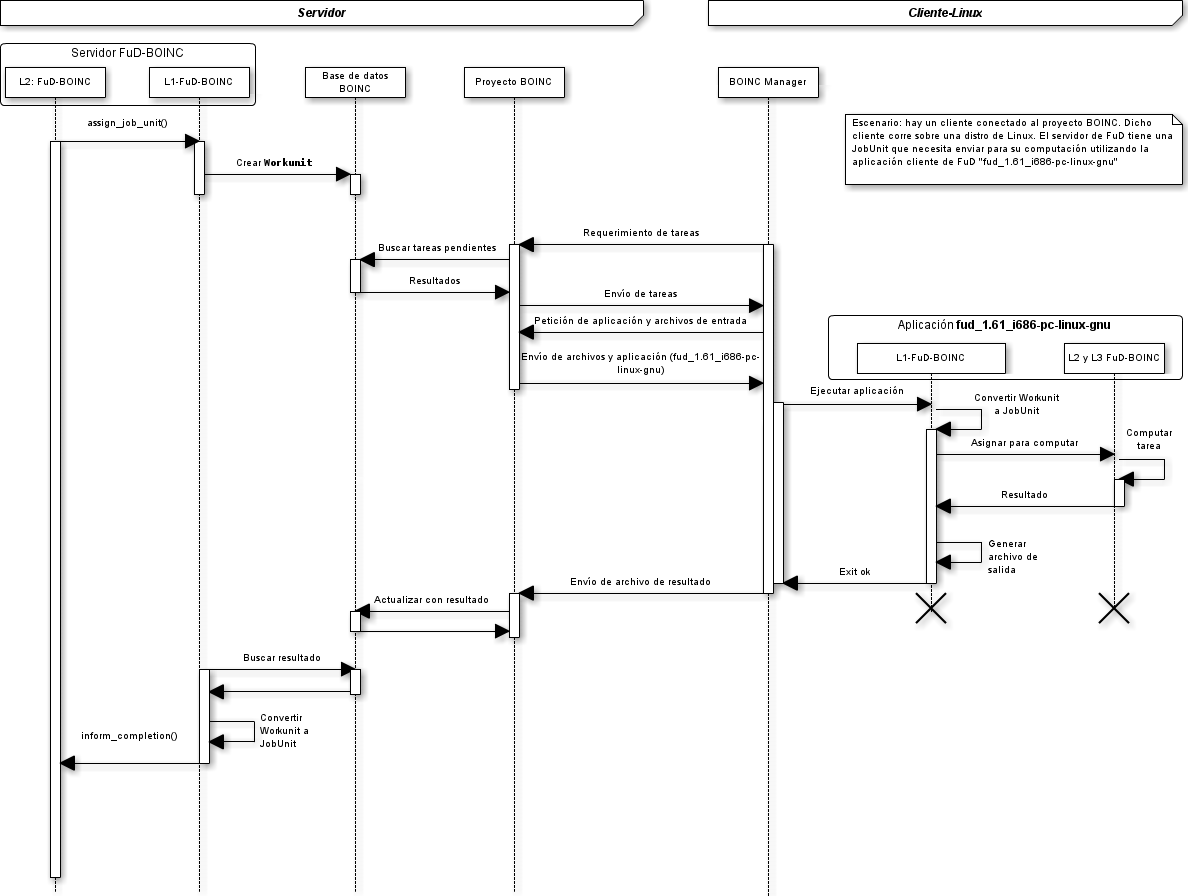 Servidor
Cliente-Linux
Servidor FuD-BOINC
L2: FuD-BOINC
L1-FuD-BOINC
Base de datos
BOINC
Proyecto BOINC
BOINC Manager
Escenario: hay un cliente conectado al proyecto BOINC. Dicho
cliente corre sobre una distro de Linux. El servidor de FuD tiene una
JobUnit que necesita enviar para su computación utilizando la
aplicación cliente de FuD "fud_1.61_i686-pc-linux-gnu"
assign_job_unit()
Crear Workunit
Requerimiento de tareas
Buscar tareas pendientes
Resultados
Envío de tareas
Petición de aplicación y archivos de entrada
Envío de archivos y aplicación (fud_1.61_i686-pc-
linux-gnu)
Aplicación fud_1.61_i686-pc-linux-gnu
L1-FuD-BOINC
L2 y L3 FuD-BOINC
Ejecutar aplicación
Convertir Workunit
a JobUnit
Asignar para computar
Computar
tarea
Resultado
Generar
archivo de
salida
Exit ok
Envío de archivo de resultado
Actualizar con resultado
Buscar resultado
Convertir
Workunit a
JobUnit
inform_completion()